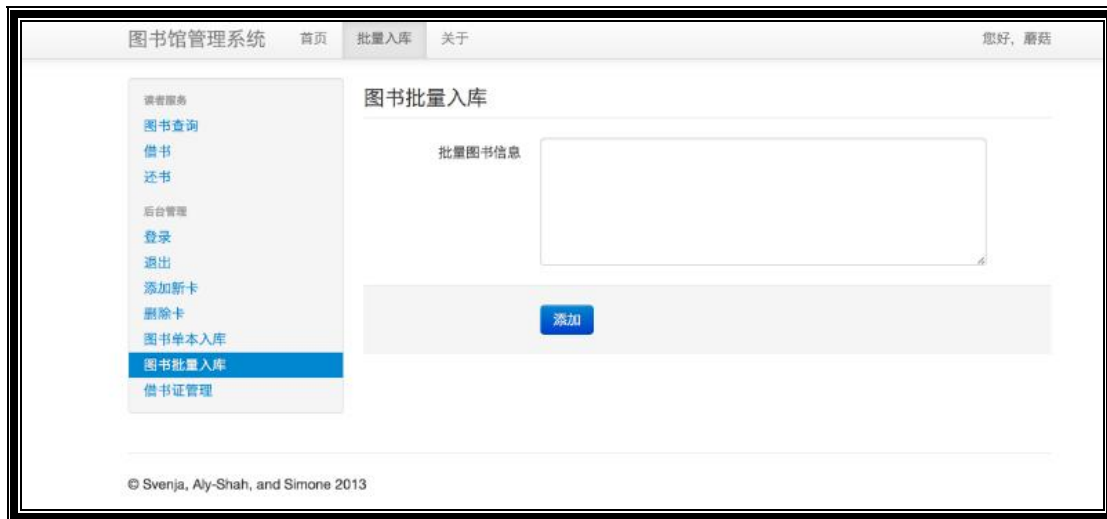 图书馆管理系统 首页 批量入库 关于 您好，蘑菇
读者服务
图书查询
借书
还书
后台管理
登录
退出
添加新卡
删除卡
图书单本入库
图书批量入库
借书证管理
图书批量入库
批量图书信息
添加
© Svenja, Aly-Shah, and Simone 2013